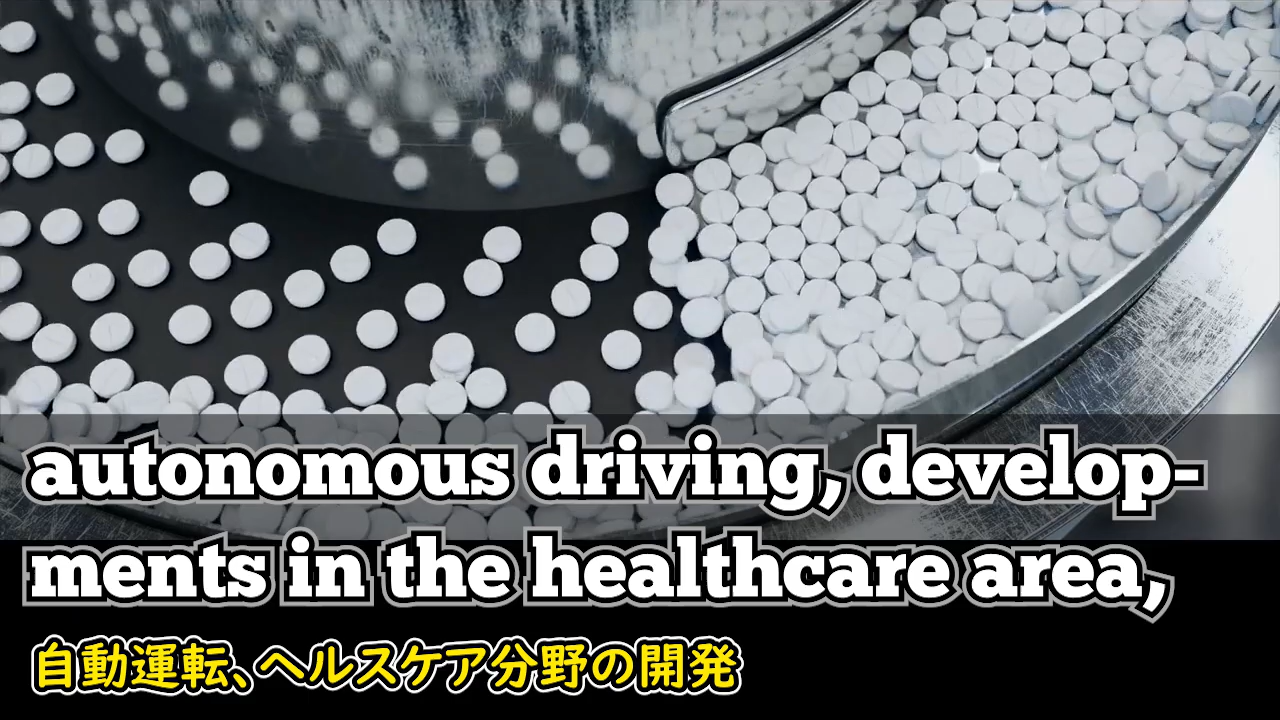 autonomous driving, develop-
ments in the healthcare area,
自動運転、ヘルスケア分野の開発